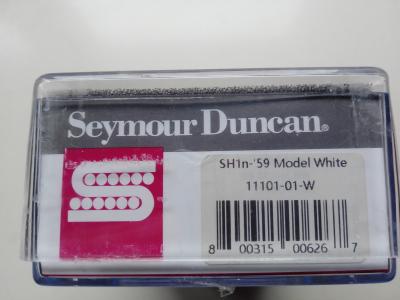 Seymour Duncan®
SH1n-'59 Model White
11101-01-W
8 00315 00626 7